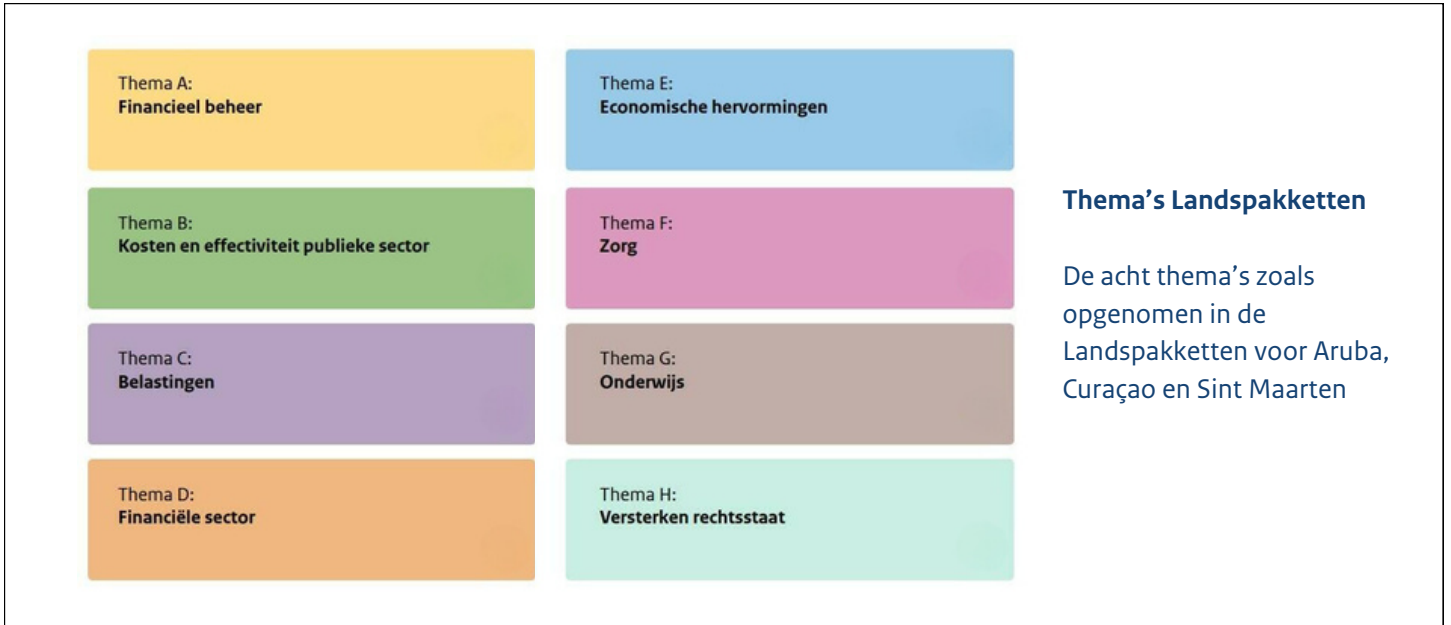 Thema A:
Financieel beheer
Thema B:
Kosten en effectiviteit publieke sector
Thema C:
Belastingen
Thema D:
Financiële sector
Thema E:
Economische hervormingen
Thema F:
Zorg
Thema G:
Onderwijs
Thema H:
Versterken rechtsstaat
Thema’s Landspakketten
De acht thema’s zoals
opgenomen in de
Landspakketten voor Aruba,
Curaçao en Sint Maarten